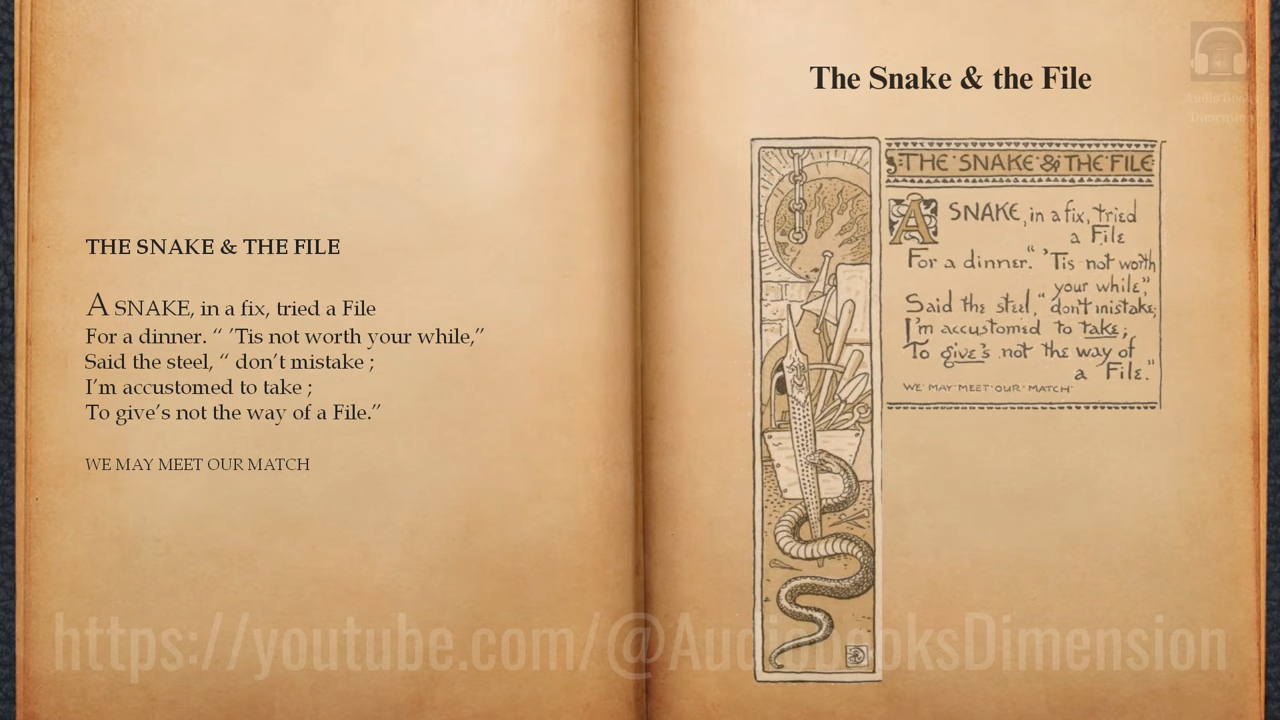 THE SNAKE & THE FILE
A SNAKE, in a fix, tried a File
For a dinner. “ ’Tis not worth your while,”
Said the steel, “ don’t mistake ;
I’m accustomed to take ;
To give’s not the way of a File.”
WE MAY MEET OUR MATCH
The Snake & the File
THE·SNAKE·&·THE·FILE
A SNAKE, in a fix, tried
a File
For a dinner. “ ’Tis not worth
your while,”
Said the steel, “ don’t mistake;
I’m accustomed to take;
To give’s not the way of
a File.”
WE·MAY·MEET·OUR·MATCH
AudioBooks
Dimension
https://youtube.com/@AudiobooksDimension